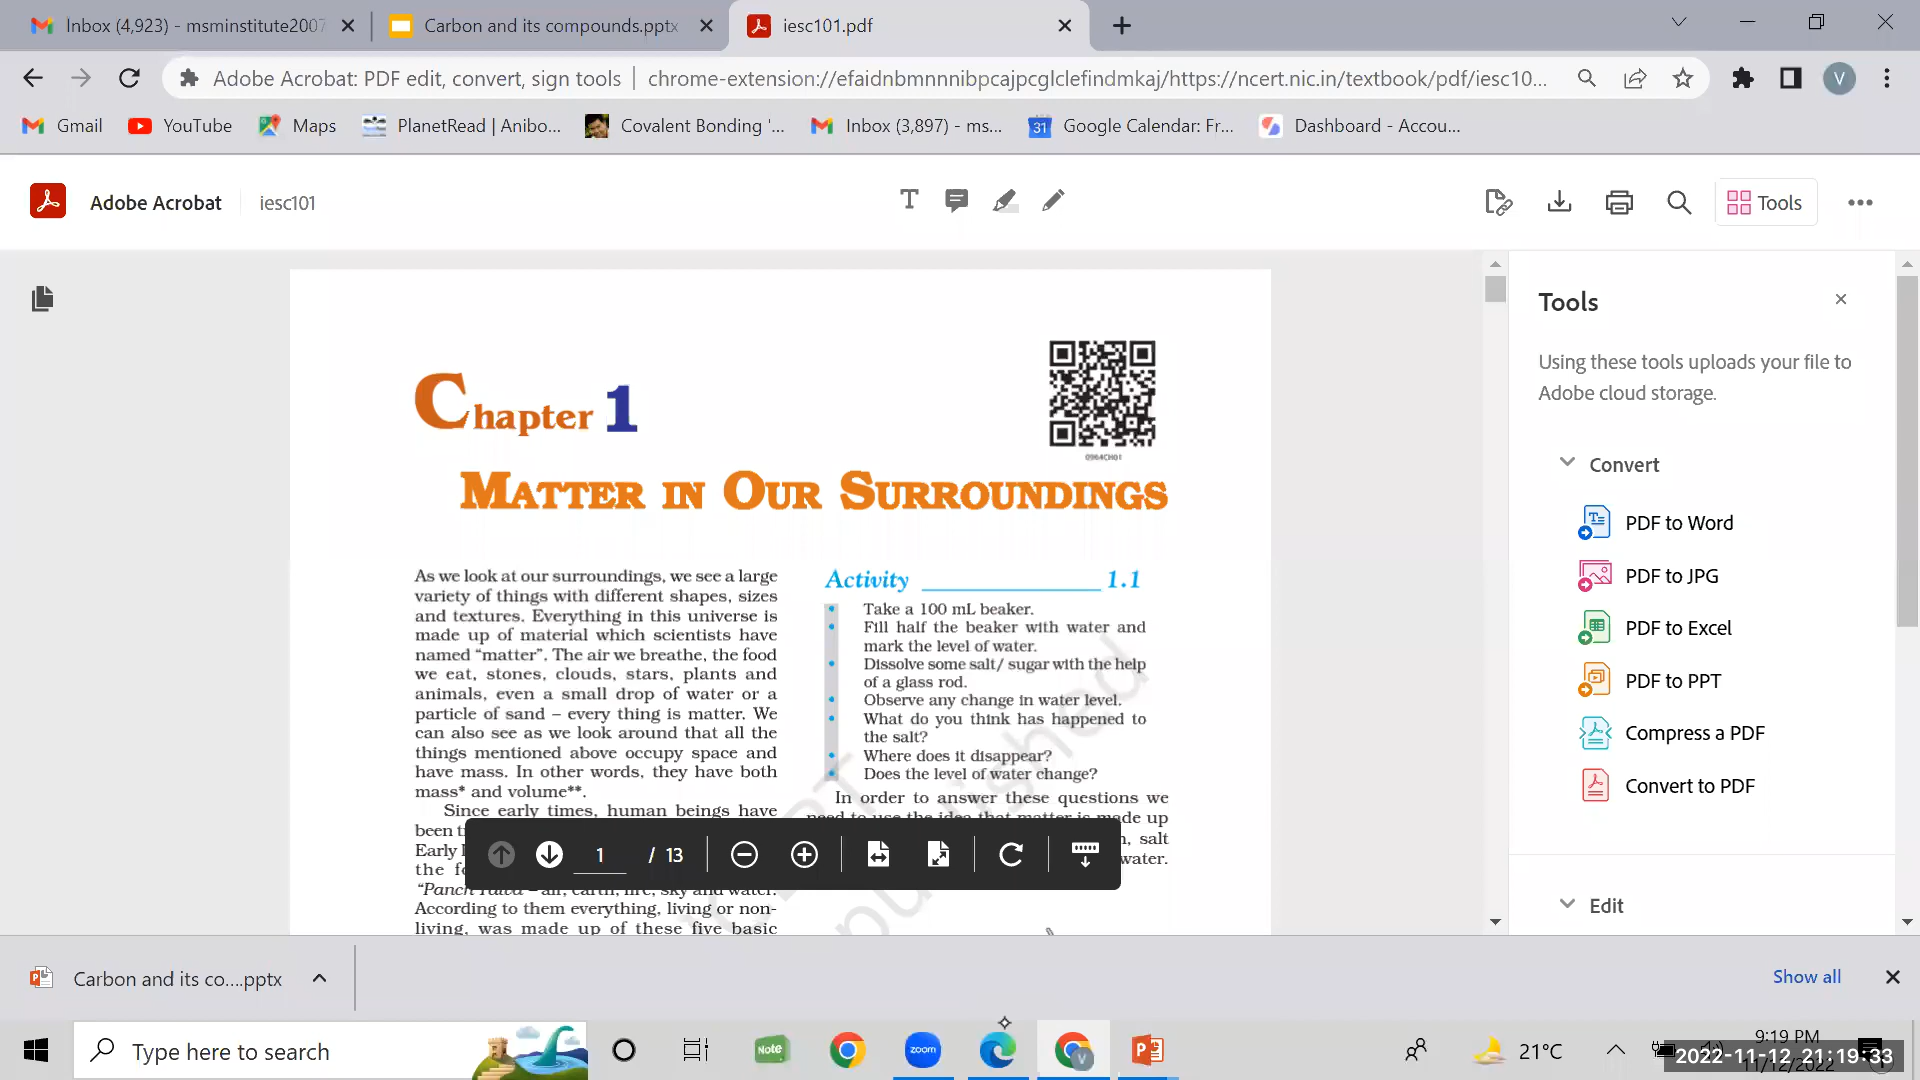 Inbox (4,923) - msminstitute2007
Carbon and its compounds.pptx
iesc101.pdf
Adobe Acrobat: PDF edit, convert, sign tools
chrome-extension://efaidnbmnnnibpcajpcglclefindmkaj/https://ncert.nic.in/textbook/pdf/iesc10...
V
Gmail
YouTube
Maps
PlanetRead | Anibo...
Covalent Bonding '...
Inbox (3,897) - ms...
31
Google Calendar: Fr...
Dashboard - Accou...
Adobe Acrobat
iesc101
Tools
Chapter 1
0964CH01
MATTER IN OUR SURROUNDINGS
As we look at our surroundings, we see a large
variety of things with different shapes, sizes
and textures. Everything in this universe is
made up of material which scientists have
named “matter”. The air we breathe, the food
we eat, stones, clouds, stars, plants and
animals, even a small drop of water or a
particle of sand – every thing is matter. We
can also see as we look around that all the
things mentioned above occupy space and
have mass. In other words, they have both
mass* and volume**.
Since early times, human beings have
been
Early
the
“Panch Tatva” – air, earth, fire, sky and water.
According to them everything, living or non-
living, was made up of these five basic
Activity 1.1
• Take a 100 mL beaker.
• Fill half the beaker with water and
mark the level of water.
• Dissolve some salt/ sugar with the help
of a glass rod.
• Observe any change in water level.
• What do you think has happened to
the salt?
• Where does it disappear?
• Does the level of water change?
In order to answer these questions we
need to use the idea that matter is made up
salt
water.
published
1 / 13
Tools
Using these tools uploads your file to
Adobe cloud storage.
Convert
PDF to Word
PDF to JPG
PDF to Excel
PDF to PPT
Compress a PDF
Convert to PDF
Edit
Carbon and its co....pptx
Show all
Type here to search
Note
zoom
V
21°C
9:19 PM
11/12/2022
2022-11-12 21:19:33